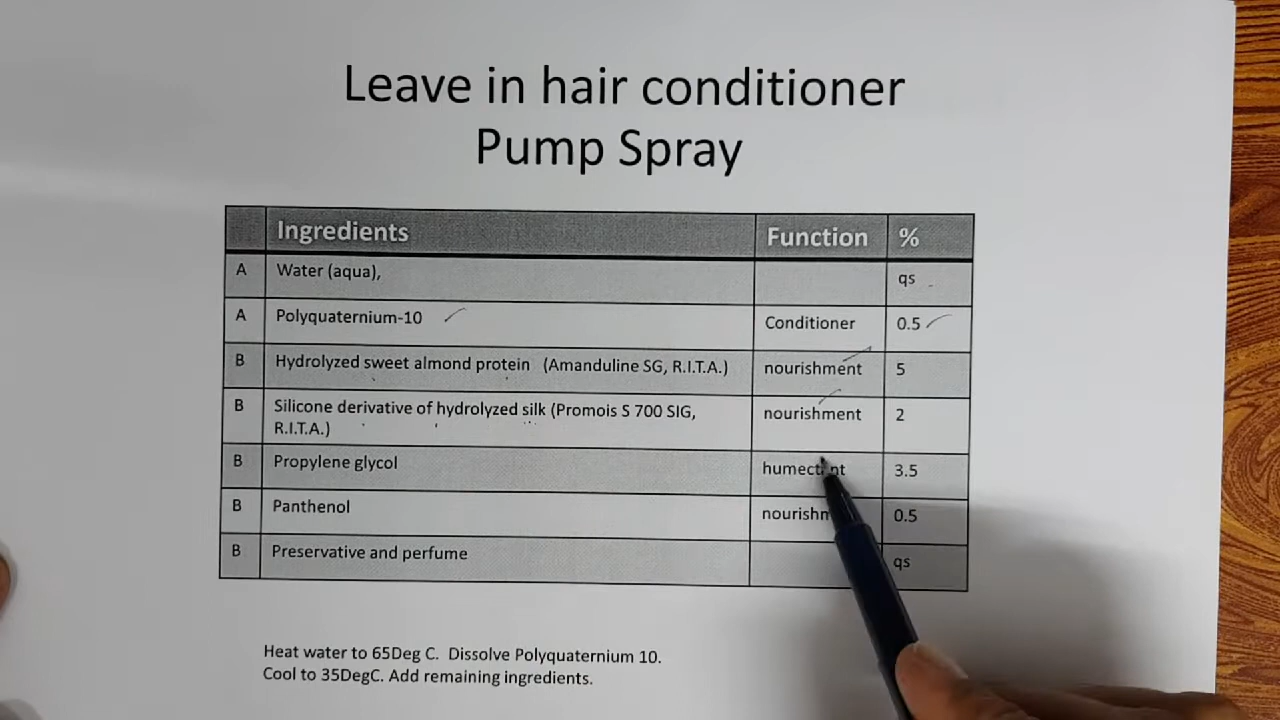 Leave in hair conditioner
Pump Spray
Ingredients Function %
A Water (aqua), qs
A Polyquaternium-10 Conditioner 0.5
B Hydrolyzed sweet almond protein (Amanduline SG, R.I.T.A.) nourishment 5
B Silicone derivative of hydrolyzed silk (Promois S 700 SIG,
R.I.T.A.) nourishment 2
B Propylene glycol 3.5
B Panthenol 0.5
B Preservative and perfume qs
Heat water to 65Deg C. Dissolve Polyquaternium 10.
Cool to 35DegC. Add remaining ingredients.